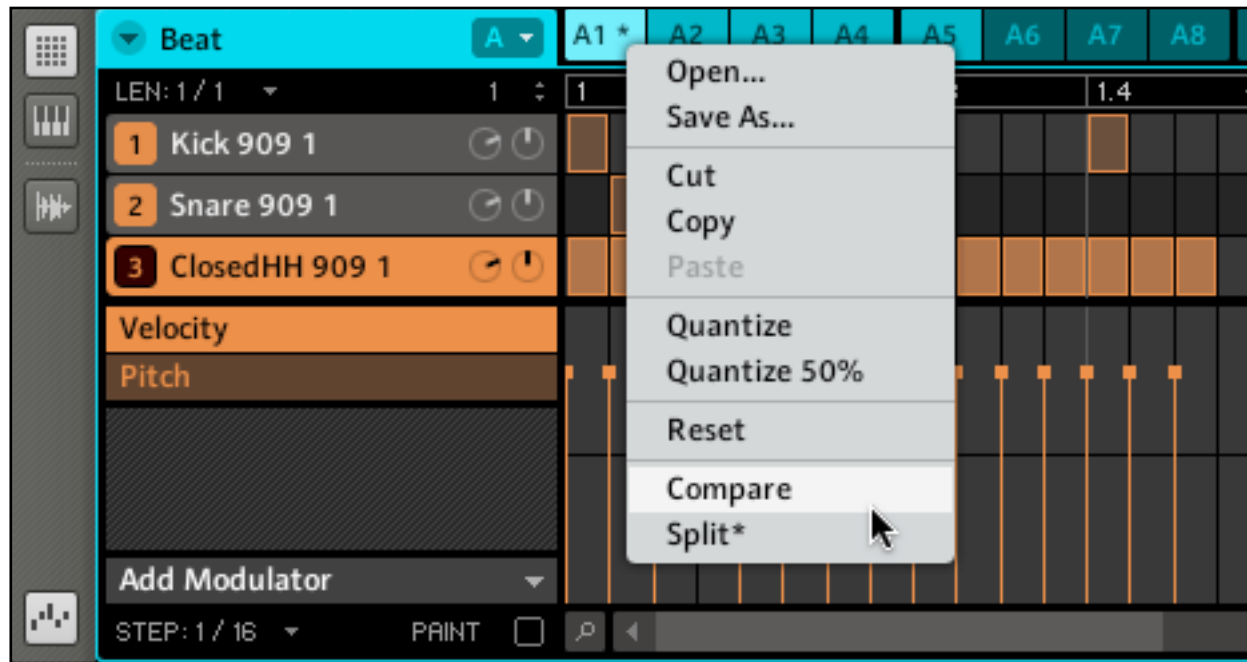 Beat
A
A1 *
A2
A3
A4
A5
A6
A7
A8
LEN: 1 / 1
1
1
1.4
1 Kick 909 1
2 Snare 909 1
3 ClosedHH 909 1
Velocity
Pitch
Add Modulator
STEP: 1 / 16
PAINT
Open...
Save As...
Cut
Copy
Paste
Quantize
Quantize 50%
Reset
Compare
Split*